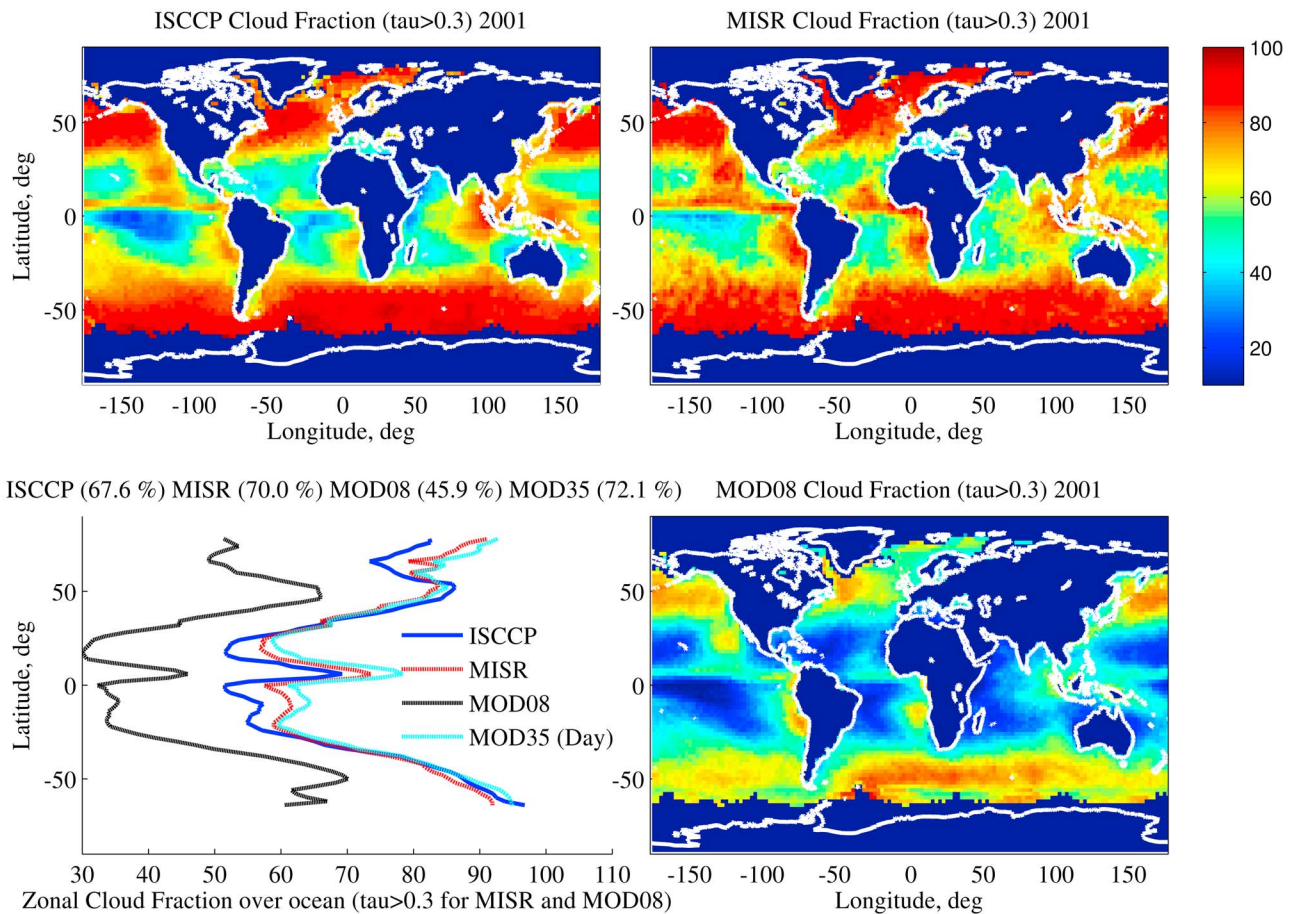 ISCCP Cloud Fraction (tau>0.3) 2001
MISR Cloud Fraction (tau>0.3) 2001
Latitude, deg
50
0
-50
-150 -100 -50 0 50 100 150
Longitude, deg
-150 -100 -50 0 50 100 150
Longitude, deg
50
0
-50
100
80
60
40
20
ISCCP (67.6 %) MISR (70.0 %) MOD08 (45.9 %) MOD35 (72.1 %)
MOD08 Cloud Fraction (tau>0.3) 2001
Latitude, deg
50
0
-50
ISCCP
MISR
MOD08
MOD35 (Day)
30 40 50 60 70 80 90 100 110
Zonal Cloud Fraction over ocean (tau>0.3 for MISR and MOD08)
50
0
-50
-150 -100 -50 0 50 100 150
Longitude, deg